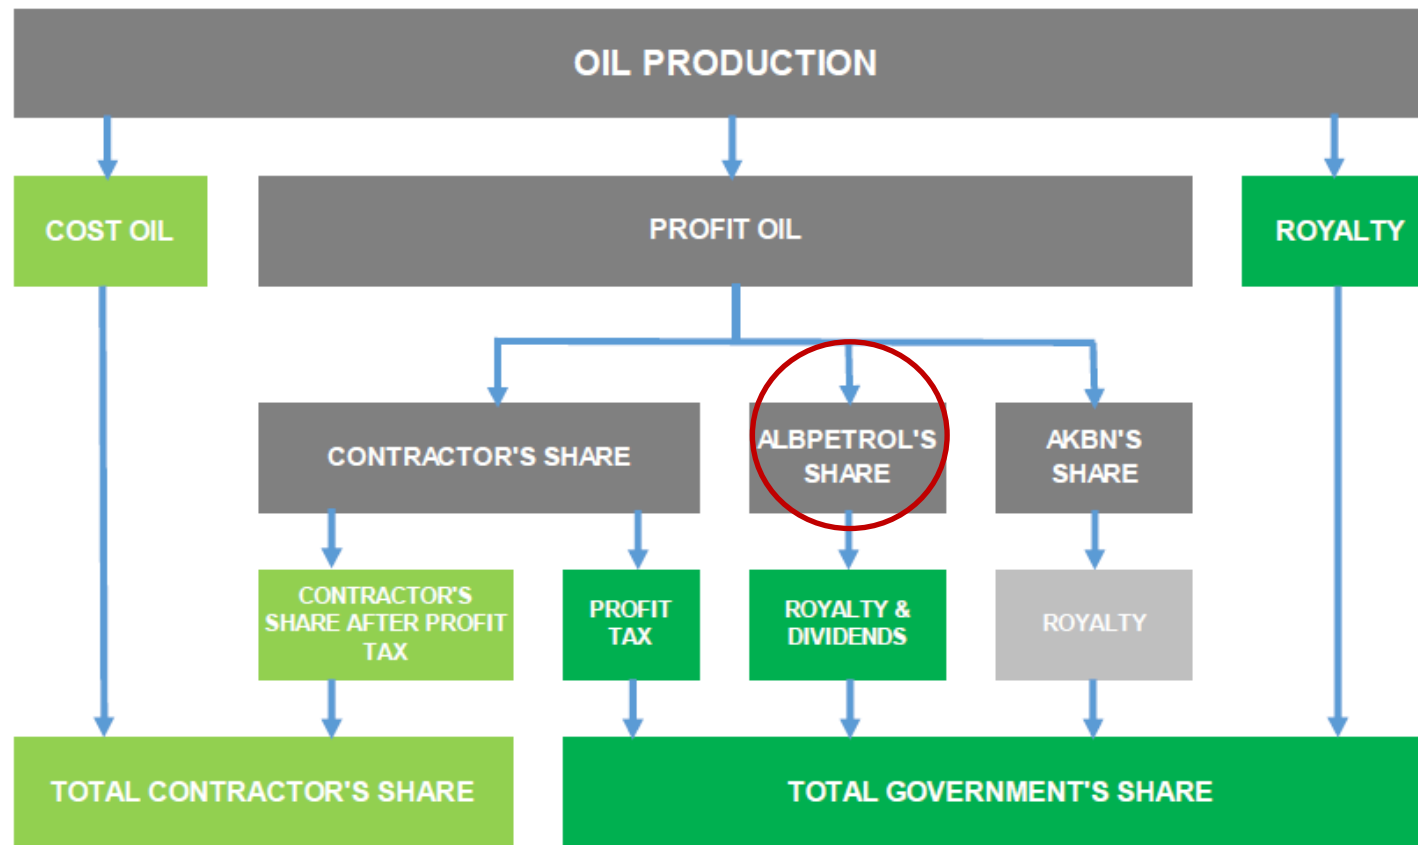 OIL PRODUCTION
COST OIL
PROFIT OIL
ROYALTY
CONTRACTOR'S SHARE
ALBPETROL'S
SHARE
AKBN'S
SHARE
CONTRACTOR'S
SHARE AFTER PROFIT
TAX
PROFIT
TAX
ROYALTY &
DIVIDENDS
ROYALTY
TOTAL CONTRACTOR'S SHARE
TOTAL GOVERNMENT'S SHARE